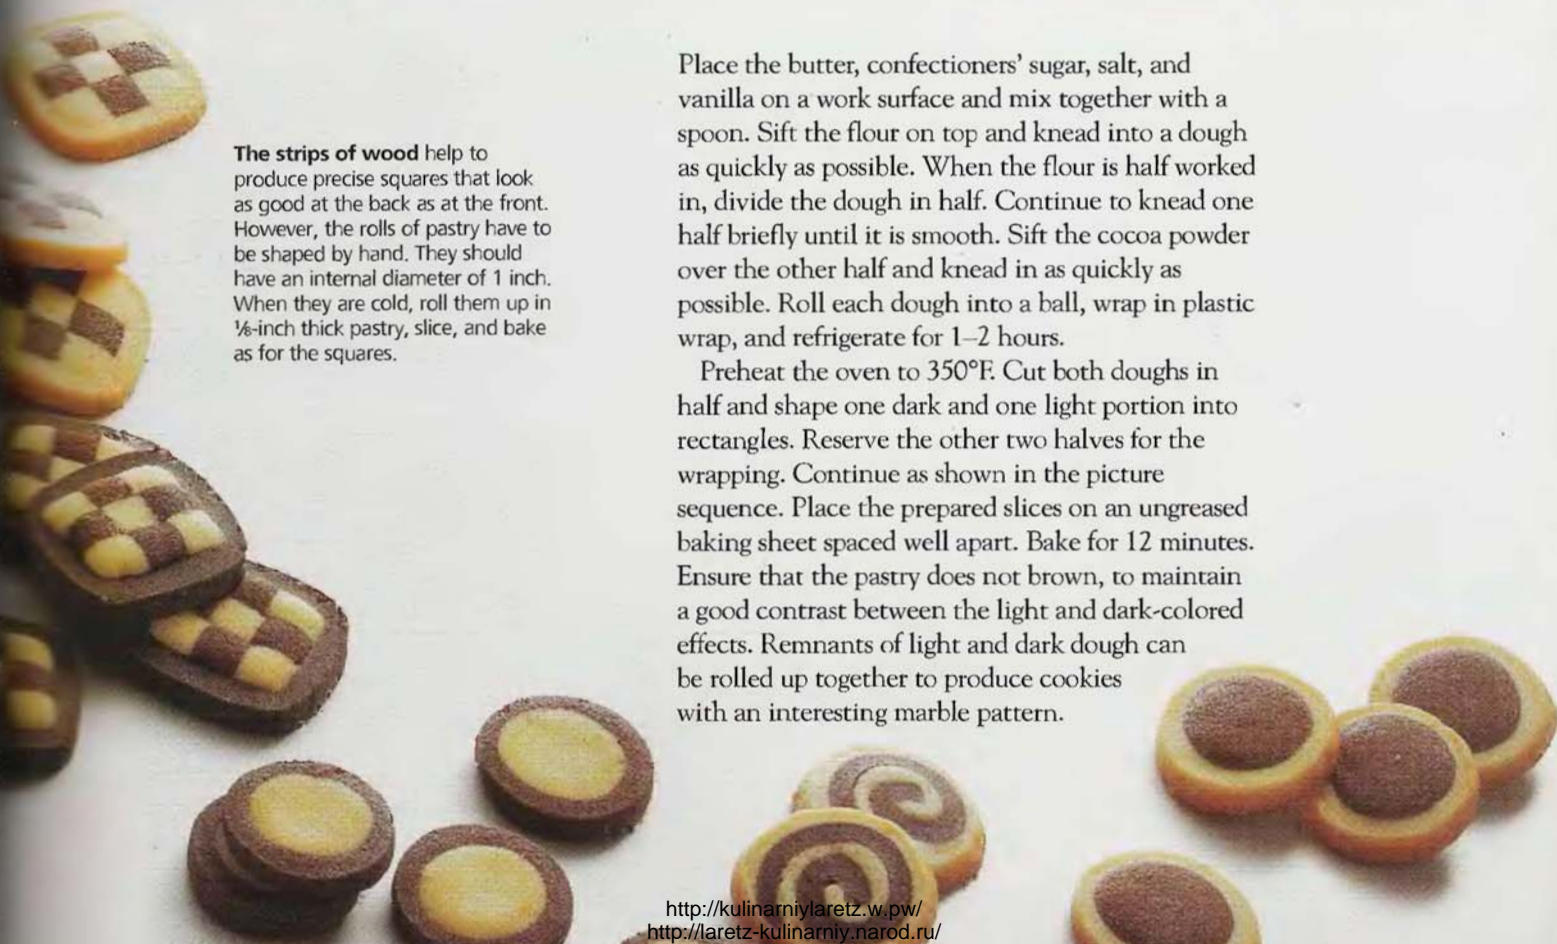 The strips of wood help to
produce precise squares that look
as good at the back as at the front.
However, the rolls of pastry have to
be shaped by hand. They should
have an internal diameter of 1 inch.
When they are cold, roll them up in
⅛-inch thick pastry, slice, and bake
as for the squares.
Place the butter, confectioners' sugar, salt, and
vanilla on a work surface and mix together with a
spoon. Sift the flour on top and knead into a dough
as quickly as possible. When the flour is half worked
in, divide the dough in half. Continue to knead one
half briefly until it is smooth. Sift the cocoa powder
over the other half and knead in as quickly as
possible. Roll each dough into a ball, wrap in plastic
wrap, and refrigerate for 1–2 hours.
Preheat the oven to 350°F. Cut both doughs in
half and shape one dark and one light portion into
rectangles. Reserve the other two halves for the
wrapping. Continue as shown in the picture
sequence. Place the prepared slices on an ungreased
baking sheet spaced well apart. Bake for 12 minutes.
Ensure that the pastry does not brown, to maintain
a good contrast between the light and dark-colored
effects. Remnants of light and dark dough can
be rolled up together to produce cookies
with an interesting marble pattern.
http://kulinarniylaretz.w.pw/
http://laretz-kulinarniy.narod.ru/